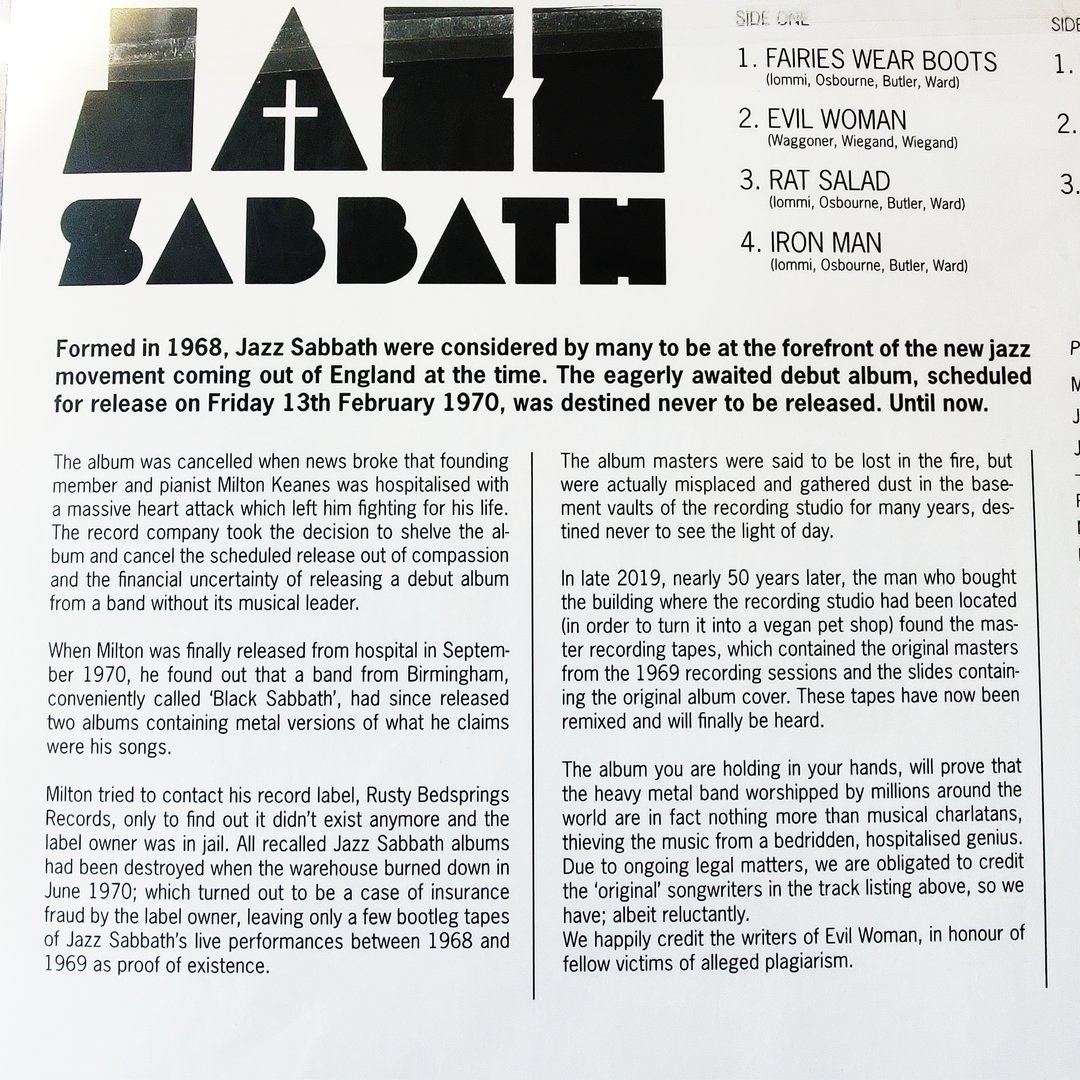 JAZZ
SABBATH
SIDE ONE
1. FAIRIES WEAR BOOTS
(Iommi, Osbourne, Butler, Ward)
2. EVIL WOMAN
(Waggoner, Wiegand, Wiegand)
3. RAT SALAD
(Iommi, Osbourne, Butler, Ward)
4. IRON MAN
(Iommi, Osbourne, Butler, Ward)
SIDE
1.
2.
3.
Formed in 1968, Jazz Sabbath were considered by many to be at the forefront of the new jazz
movement coming out of England at the time. The eagerly awaited debut album, scheduled
for release on Friday 13th February 1970, was destined never to be released. Until now.
The album was cancelled when news broke that founding
member and pianist Milton Keanes was hospitalised with
a massive heart attack which left him fighting for his life.
The record company took the decision to shelve the al-
bum and cancel the scheduled release out of compassion
and the financial uncertainty of releasing a debut album
from a band without its musical leader.
When Milton was finally released from hospital in Septem-
ber 1970, he found out that a band from Birmingham,
conveniently called ‘Black Sabbath’, had since released
two albums containing metal versions of what he claims
were his songs.
Milton tried to contact his record label, Rusty Bedsprings
Records, only to find out it didn’t exist anymore and the
label owner was in jail. All recalled Jazz Sabbath albums
had been destroyed when the warehouse burned down in
June 1970; which turned out to be a case of insurance
fraud by the label owner, leaving only a few bootleg tapes
of Jazz Sabbath’s live performances between 1968 and
1969 as proof of existence.
The album masters were said to be lost in the fire, but
were actually misplaced and gathered dust in the base-
ment vaults of the recording studio for many years, des-
tined never to see the light of day.
In late 2019, nearly 50 years later, the man who bought
the building where the recording studio had been located
(in order to turn it into a vegan pet shop) found the mas-
ter recording tapes, which contained the original masters
from the 1969 recording sessions and the slides contain-
ing the original album cover. These tapes have now been
remixed and will finally be heard.
The album you are holding in your hands, will prove that
the heavy metal band worshipped by millions around the
world are in fact nothing more than musical charlatans,
thieving the music from a bedridden, hospitalised genius.
Due to ongoing legal matters, we are obligated to credit
the ‘original’ songwriters in the track listing above, so we
have; albeit reluctantly.
We happily credit the writers of Evil Woman, in honour of
fellow victims of alleged plagiarism.